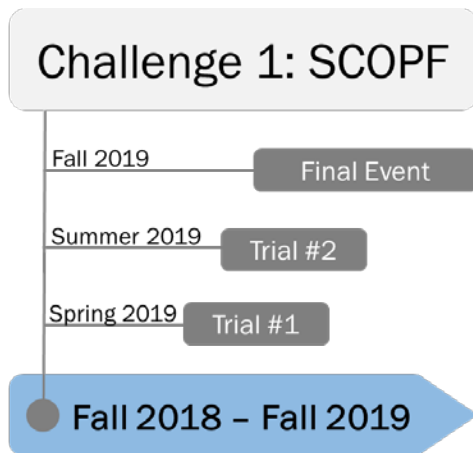 Challenge 1: SCOPF
Fall 2019
Final Event
Summer 2019
Trial #2
Spring 2019
Trial #1
Fall 2018 – Fall 2019